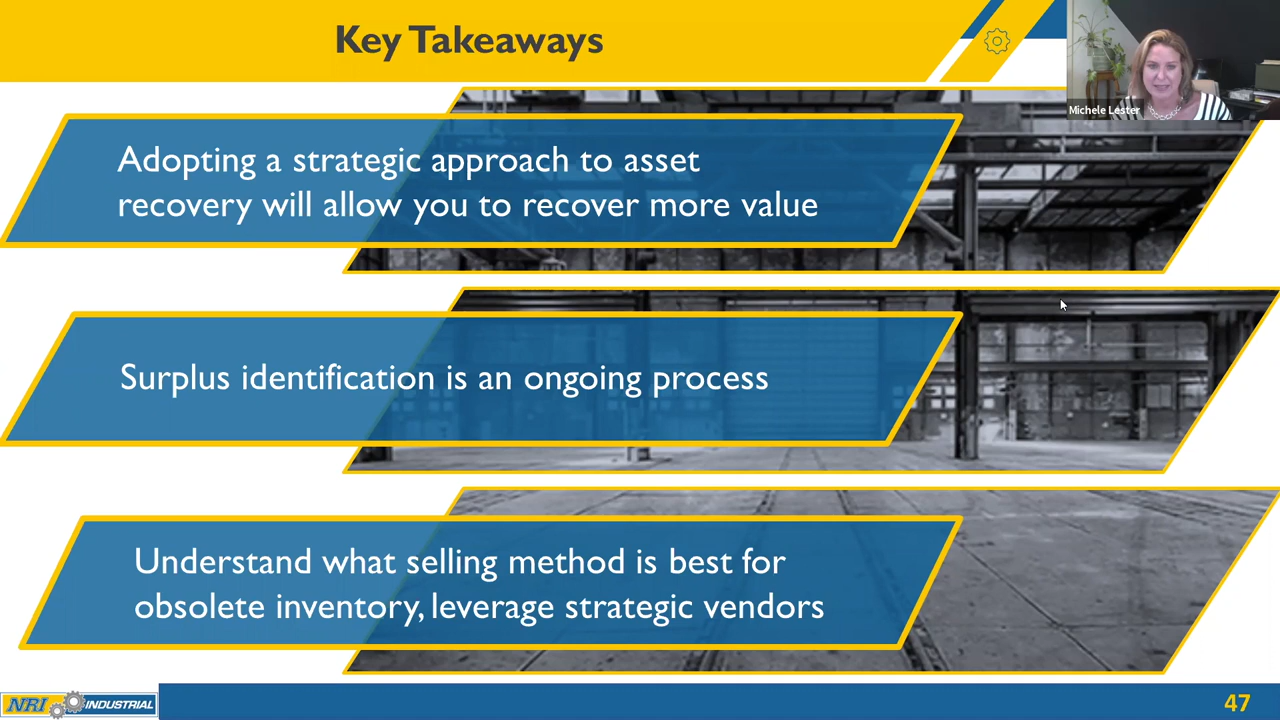 Key Takeaways
Michele Lester
Adopting a strategic approach to asset
recovery will allow you to recover more value
Surplus identification is an ongoing process
Understand what selling method is best for
obsolete inventory, leverage strategic vendors
NRI INDUSTRIAL
47